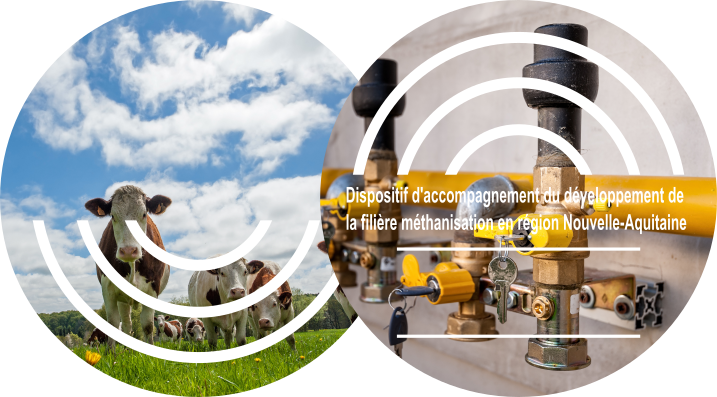 Dispositif d'accompagnement du développement de
la filière méthanisation en région Nouvelle-Aquitaine